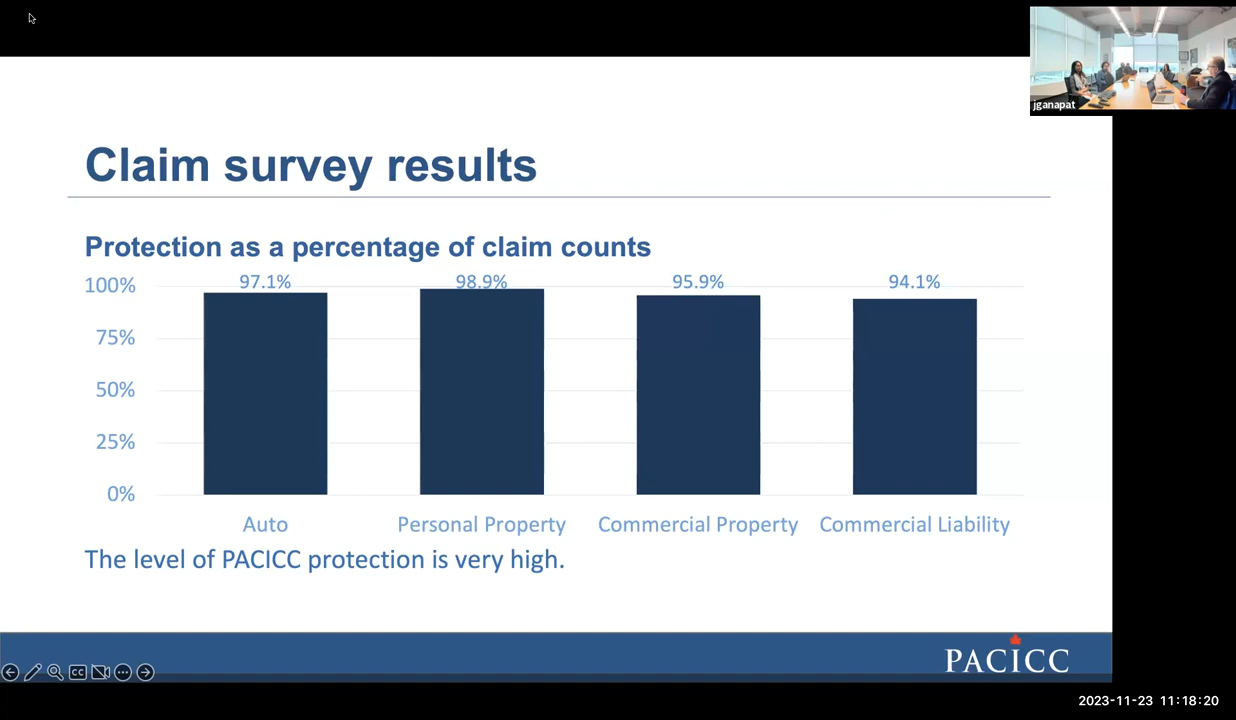 jganapat
Claim survey results
Protection as a percentage of claim counts
100%
75%
50%
25%
0%
97.1%
98.9%
95.9%
94.1%
Auto
Personal Property
Commercial Property
Commercial Liability
The level of PACICC protection is very high.
CC
PACICC
2023-11-23 11:18:20